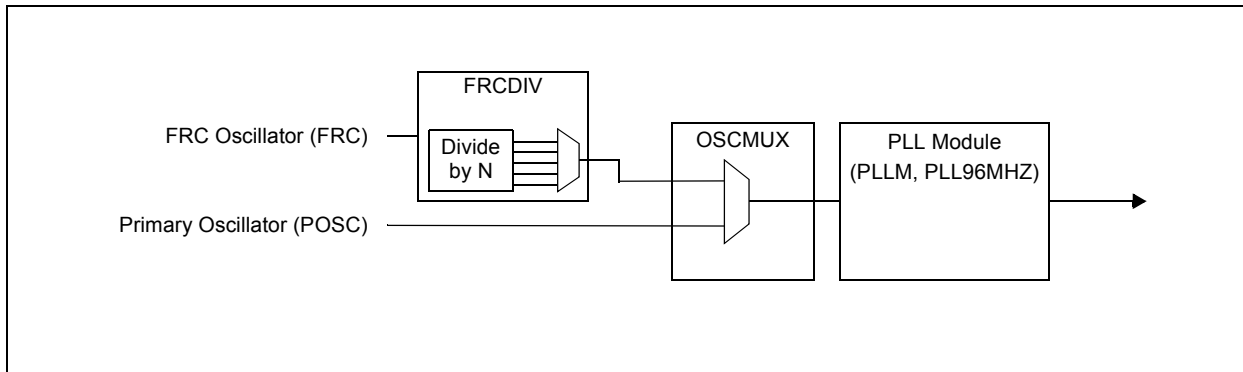 FRCDIV
FRC Oscillator (FRC)
Divide
by N
OSCMUX
PLL Module
(PLLM, PLL96MHZ)
Primary Oscillator (POSC)